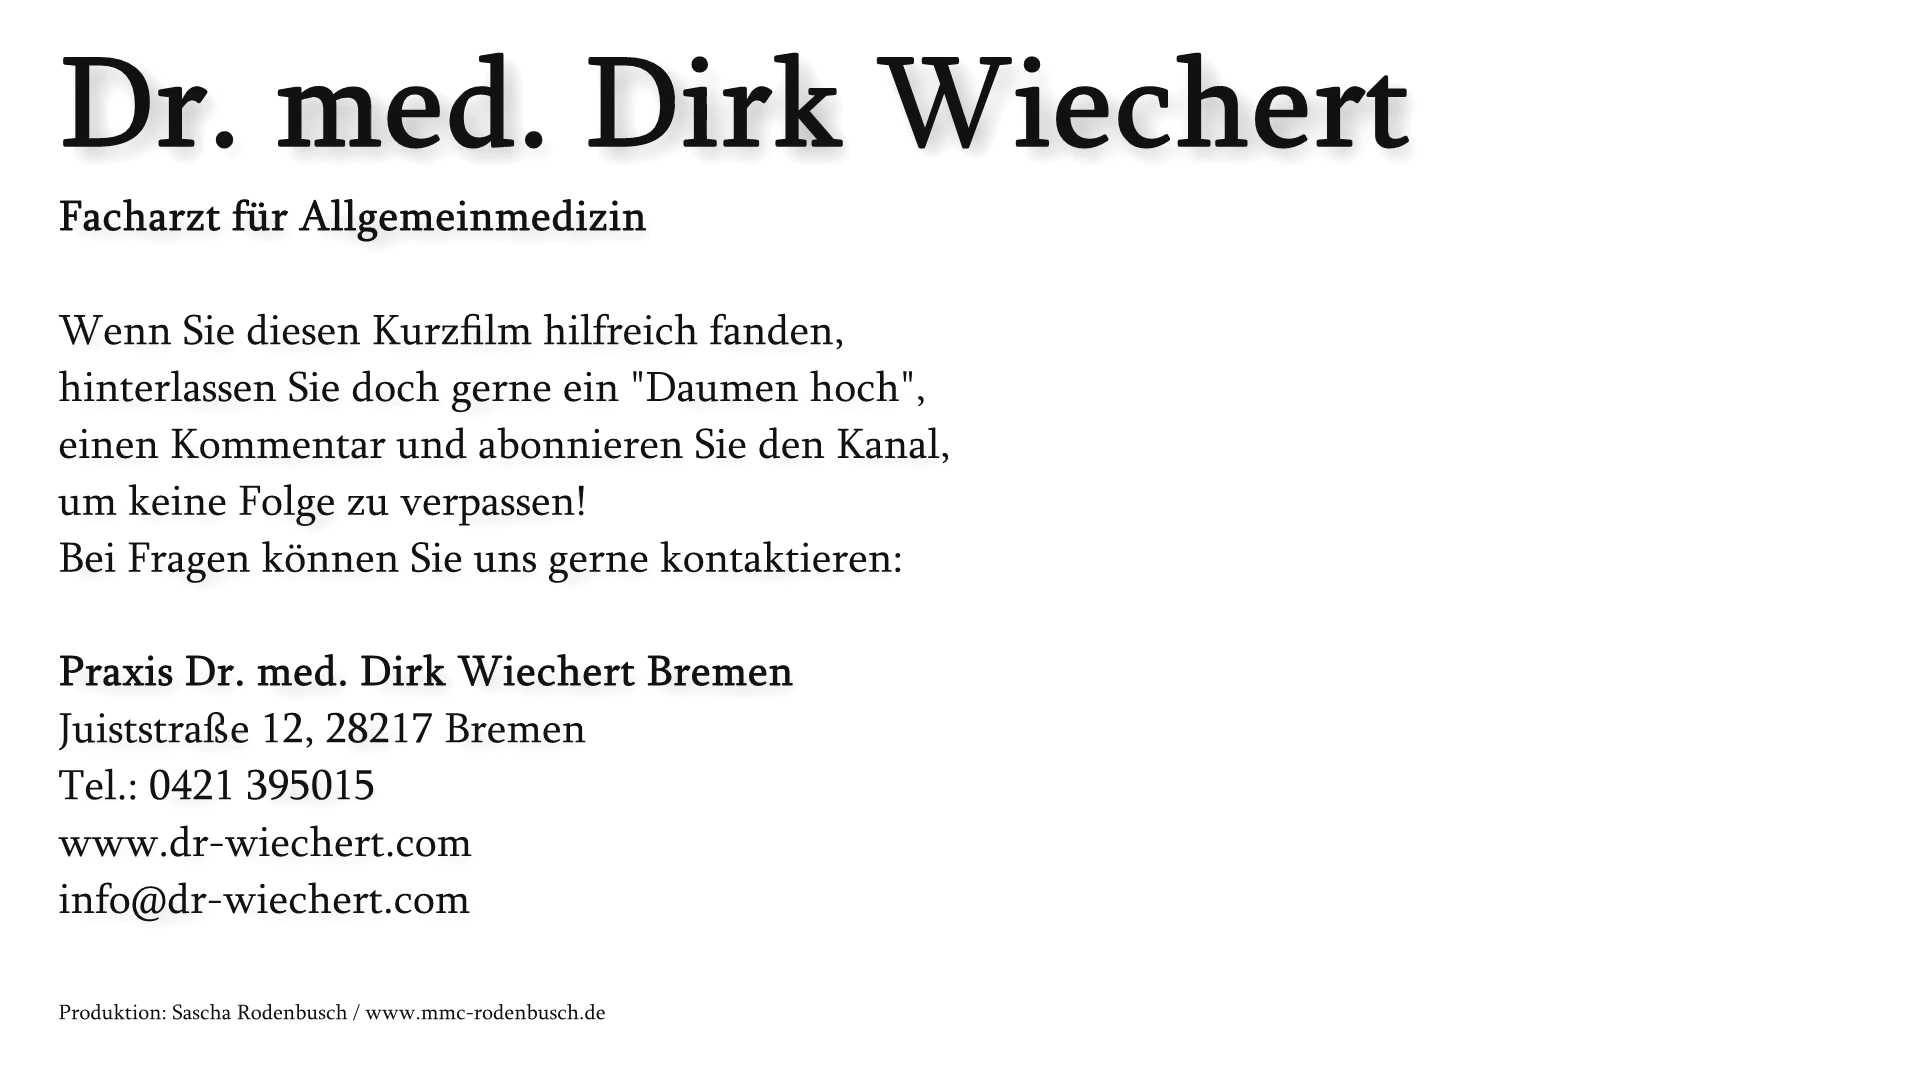 Dr. med. Dirk Wiechert
Facharzt für Allgemeinmedizin
Wenn Sie diesen Kurzfilm hilfreich fanden,
hinterlassen Sie doch gerne ein "Daumen hoch",
einen Kommentar und abonnieren Sie den Kanal,
um keine Folge zu verpassen!
Bei Fragen können Sie uns gerne kontaktieren:
Praxis Dr. med. Dirk Wiechert Bremen
Juiststraße 12, 28217 Bremen
Tel.: 0421 395015
www.dr-wiechert.com
info@dr-wiechert.com
Produktion: Sascha Rodenbusch / www.mmc-rodenbusch.de